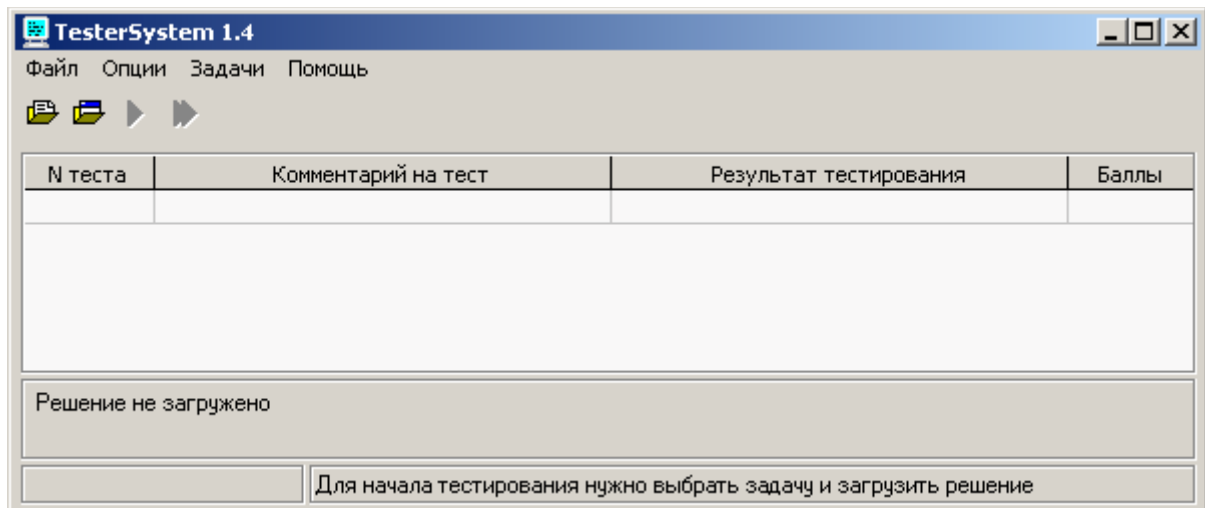 TesterSystem 1.4
Файл Опции Задачи Помощь
N теста Комментарий на тест Результат тестирования Баллы
Решение не загружено
Для начала тестирования нужно выбрать задачу и загрузить решение